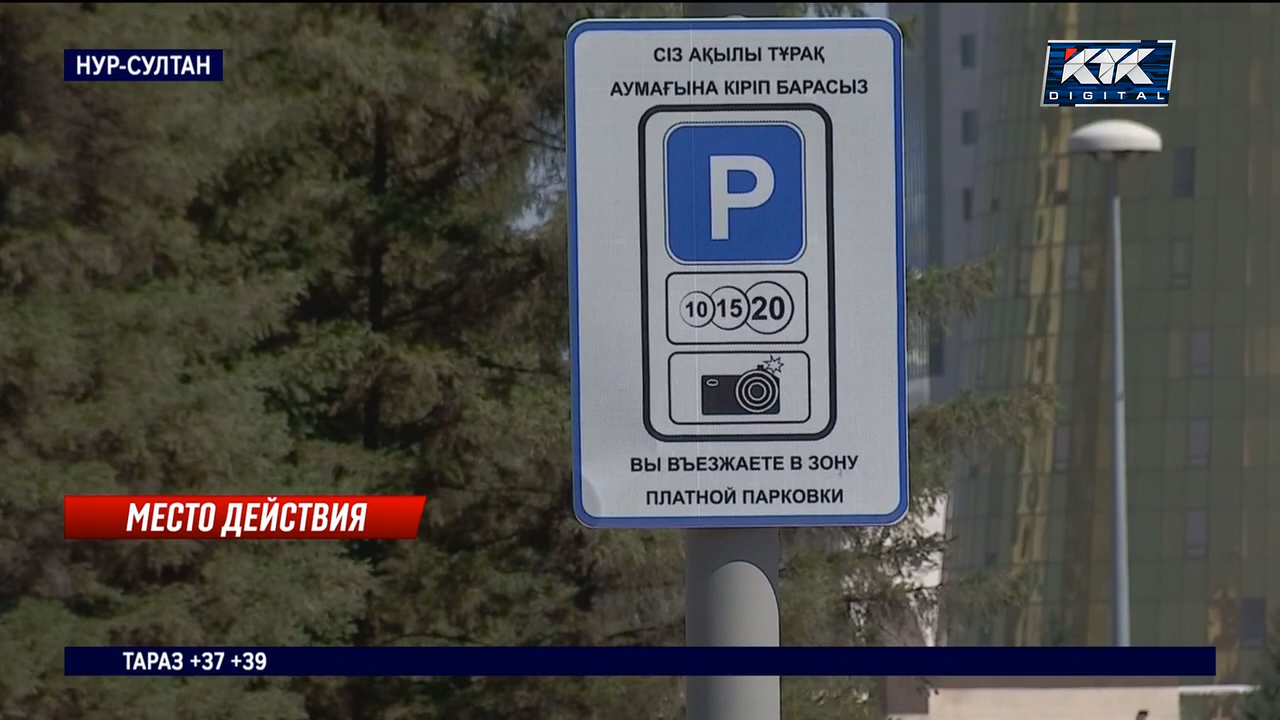 НУР-СУЛТАН
КТК
DIGITAL
СІЗ АҚЫЛЫ ТҰРАҚ
АУМАҒЫНА КІРІП БАРАСЫЗ
P
10 15 20
ВЫ ВЪЕЗЖАЕТЕ В ЗОНУ
ПЛАТНОЙ ПАРКОВКИ
МЕСТО ДЕЙСТВИЯ
ТАРАЗ +37 +39